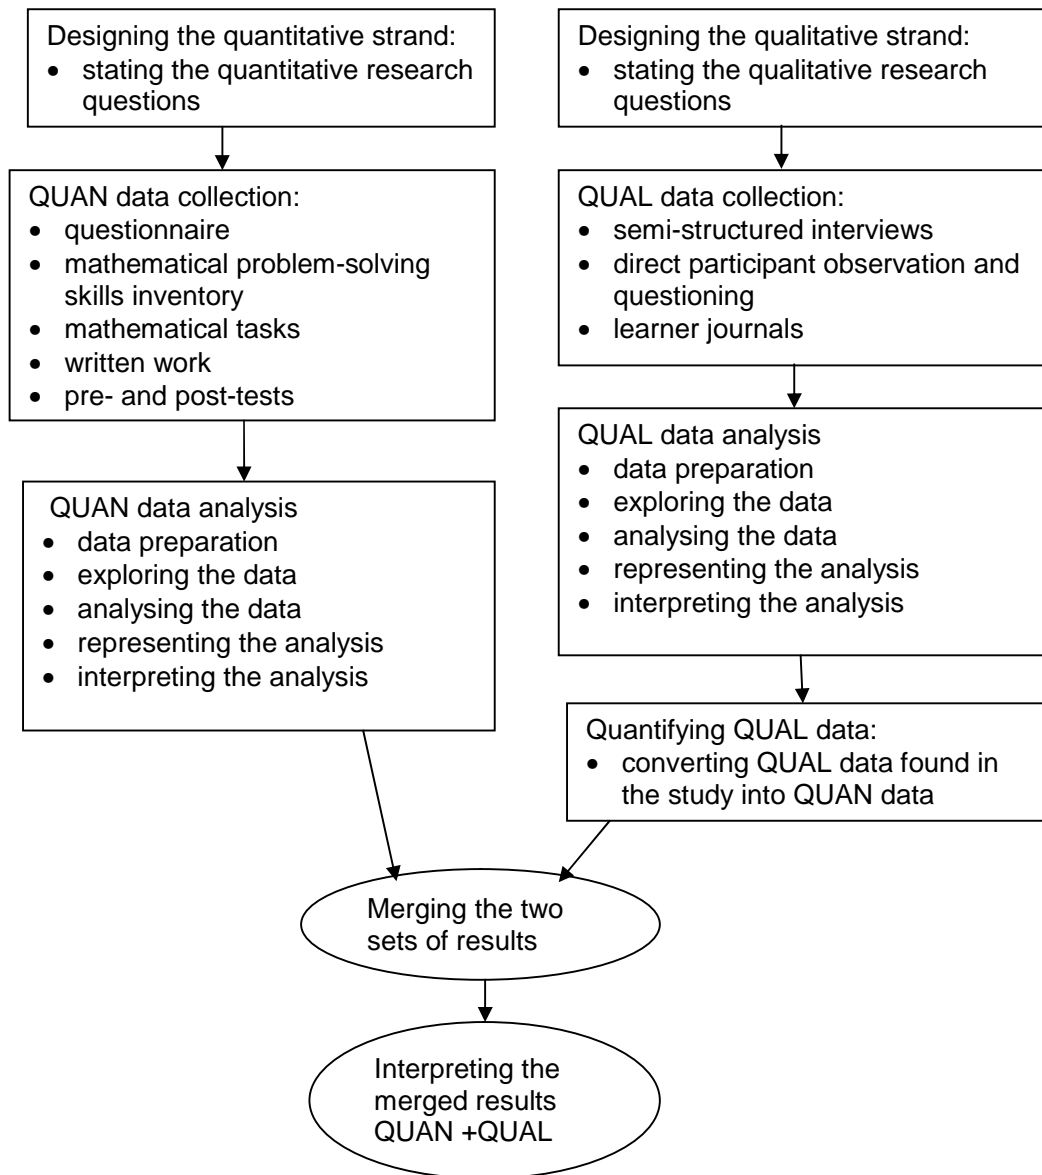 Designing the quantitative strand:
• stating the quantitative research
questions
Designing the qualitative strand:
• stating the qualitative research
questions
QUAN data collection:
• questionnaire
• mathematical problem-solving
skills inventory
• mathematical tasks
• written work
• pre- and post-tests
QUAL data collection:
• semi-structured interviews
• direct participant observation and
questioning
• learner journals
QUAN data analysis
• data preparation
• exploring the data
• analysing the data
• representing the analysis
• interpreting the analysis
QUAL data analysis
• data preparation
• exploring the data
• analysing the data
• representing the analysis
• interpreting the analysis
Quantifying QUAL data:
• converting QUAL data found in
the study into QUAN data
Merging the two
sets of results
Interpreting the
merged results
QUAN +QUAL